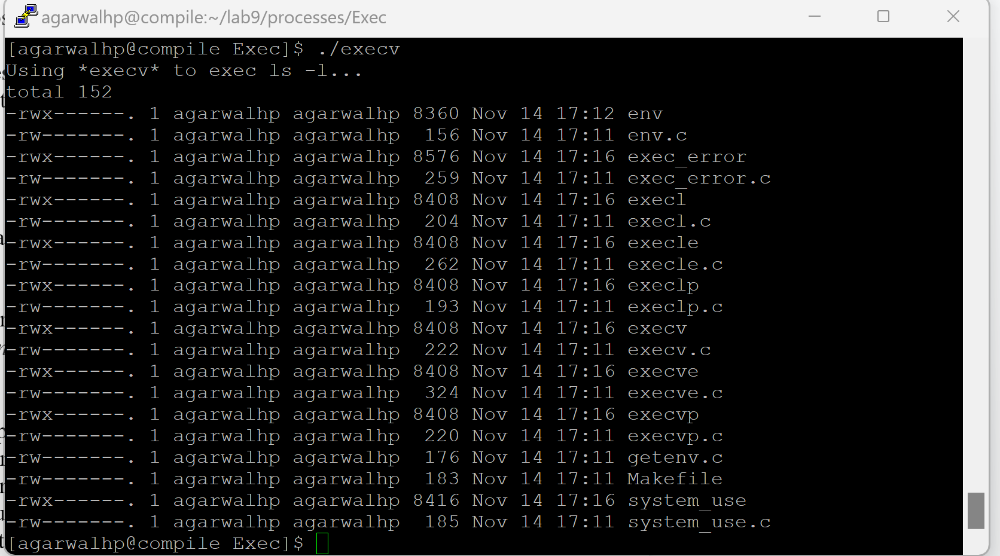 agarwalhp@compile:~/lab9/processes/Exec
[agarwalhp@compile Exec]$ ./execv
Using *execv* to exec ls -l...
total 152
-rwx------. 1 agarwalhp agarwalhp 8360 Nov 14 17:12 env
-rw-------. 1 agarwalhp agarwalhp  156 Nov 14 17:11 env.c
-rwx------. 1 agarwalhp agarwalhp 8576 Nov 14 17:16 exec_error
-rw-------. 1 agarwalhp agarwalhp  259 Nov 14 17:11 exec_error.c
-rwx------. 1 agarwalhp agarwalhp 8408 Nov 14 17:16 execl
-rw-------. 1 agarwalhp agarwalhp  204 Nov 14 17:11 execl.c
-rwx------. 1 agarwalhp agarwalhp 8408 Nov 14 17:16 execle
-rw-------. 1 agarwalhp agarwalhp  262 Nov 14 17:11 execle.c
-rwx------. 1 agarwalhp agarwalhp 8408 Nov 14 17:16 execlp
-rw-------. 1 agarwalhp agarwalhp  193 Nov 14 17:11 execlp.c
-rwx------. 1 agarwalhp agarwalhp 8408 Nov 14 17:16 execv
-rw-------. 1 agarwalhp agarwalhp  222 Nov 14 17:11 execv.c
-rwx------. 1 agarwalhp agarwalhp 8408 Nov 14 17:16 execve
-rw-------. 1 agarwalhp agarwalhp  324 Nov 14 17:11 execve.c
-rwx------. 1 agarwalhp agarwalhp 8408 Nov 14 17:16 execvp
-rw-------. 1 agarwalhp agarwalhp  220 Nov 14 17:11 execvp.c
-rw-------. 1 agarwalhp agarwalhp  176 Nov 14 17:11 getenv.c
-rw-------. 1 agarwalhp agarwalhp  183 Nov 14 17:11 Makefile
-rwx------. 1 agarwalhp agarwalhp 8416 Nov 14 17:16 system_use
-rw-------. 1 agarwalhp agarwalhp  185 Nov 14 17:11 system_use.c
[agarwalhp@compile Exec]$